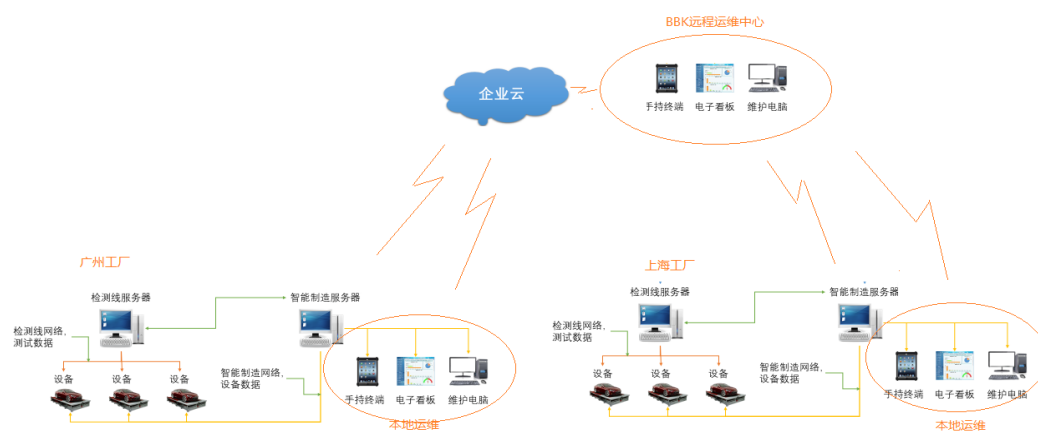 BBK远程运维中心
企业云
手持终端
电子看板
维护电脑
广州工厂
检测线服务器
智能制造服务器
检测线网络,
测试数据
设备
设备
设备
智能制造网络,
设备数据
手持终端
电子看板
维护电脑
本地运维
上海工厂
检测线服务器
智能制造服务器
检测线网络,
测试数据
设备
设备
设备
智能制造网络,
设备数据
手持终端
电子看板
维护电脑
本地运维